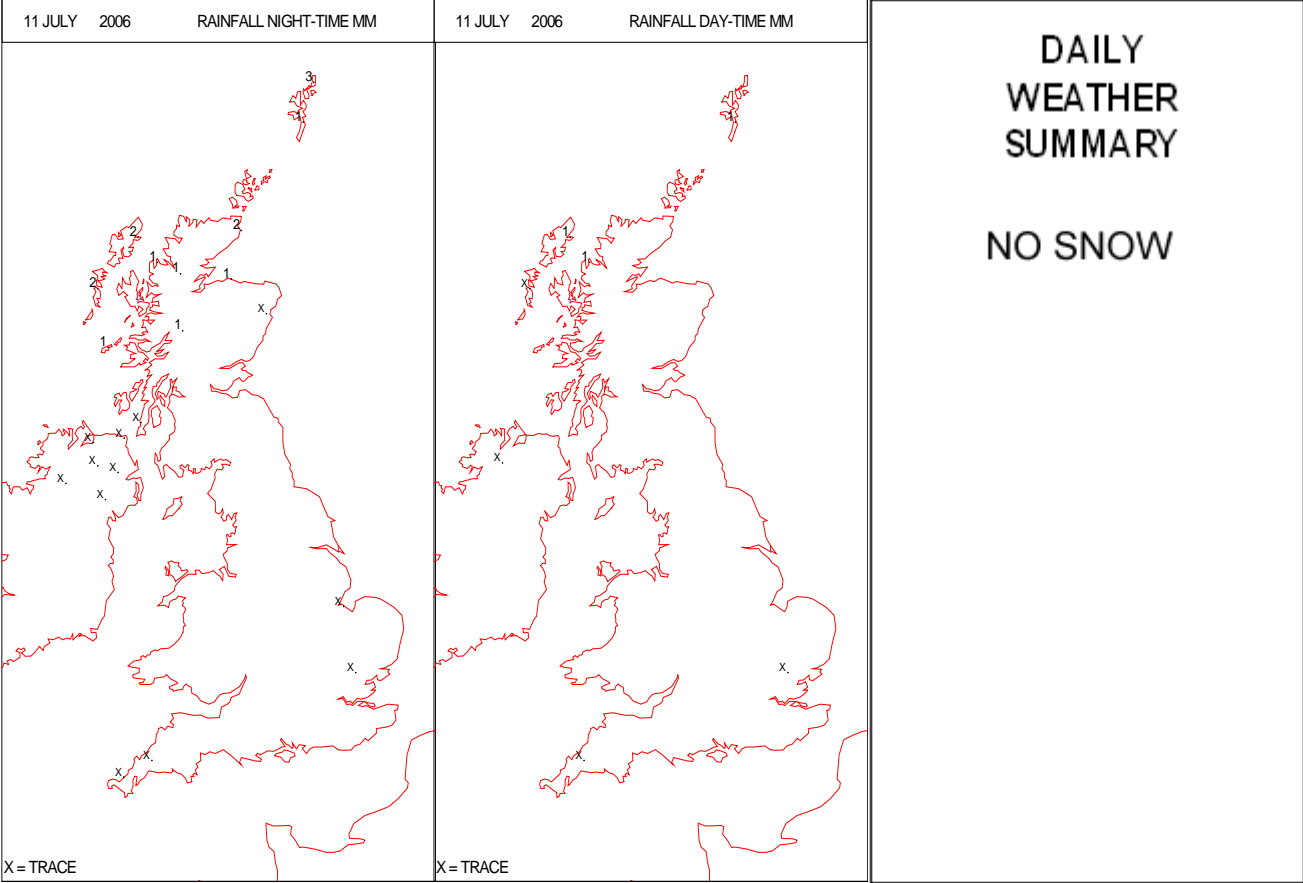 11 JULY 2006 RAINFALL NIGHT-TIME MM
3
1
2
2
1
1
1
2
X
1
1
X
X
X
X
X
X
X
X
X
X
X
X = TRACE
11 JULY 2006 RAINFALL DAY-TIME MM
1
1
1
X
X
X
X
X = TRACE
DAILY
WEATHER
SUMMARY
NO SNOW